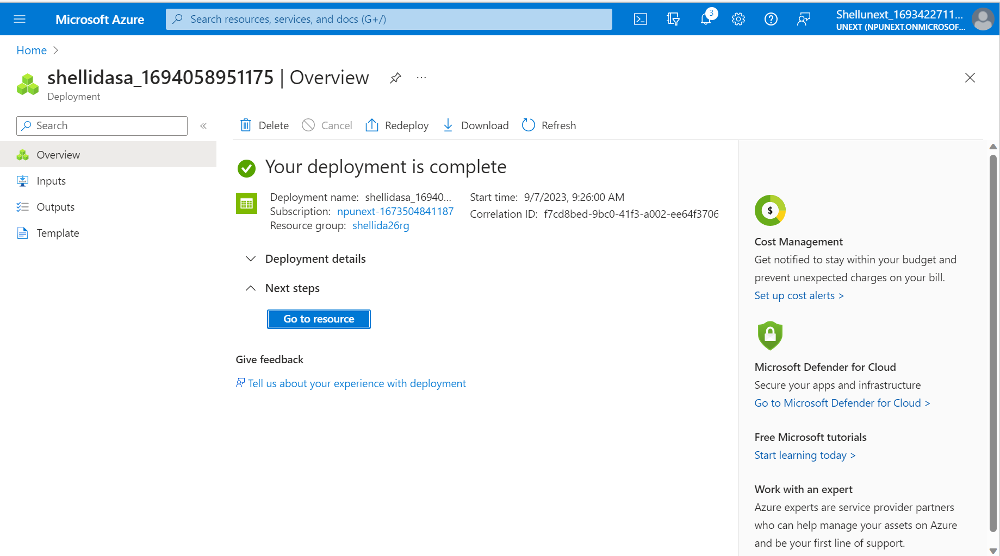 Microsoft Azure
Search resources, services, and docs (G+/)
3
Shellunext_1693422711...
UNEXT (NPUNEXT.ONMICROSOF...
Home
shellidasa_1694058951175 | Overview
Deployment
Search
Overview
Inputs
Outputs
Template
Delete
Cancel
Redeploy
Download
Refresh
Your deployment is complete
Deployment name: shellidasa_16940...
Subscription: npunext-1673504841187
Resource group: shellida26rg
Start time: 9/7/2023, 9:26:00 AM
Correlation ID: f7cd8bed-9bc0-41f3-a002-ee64f3706
Deployment details
Next steps
Go to resource
Give feedback
Tell us about your experience with deployment
$
Cost Management
Get notified to stay within your budget and
prevent unexpected charges on your bill.
Set up cost alerts >
Microsoft Defender for Cloud
Secure your apps and infrastructure
Go to Microsoft Defender for Cloud >
Free Microsoft tutorials
Start learning today >
Work with an expert
Azure experts are service provider partners
who can help manage your assets on Azure
and be your first line of support.